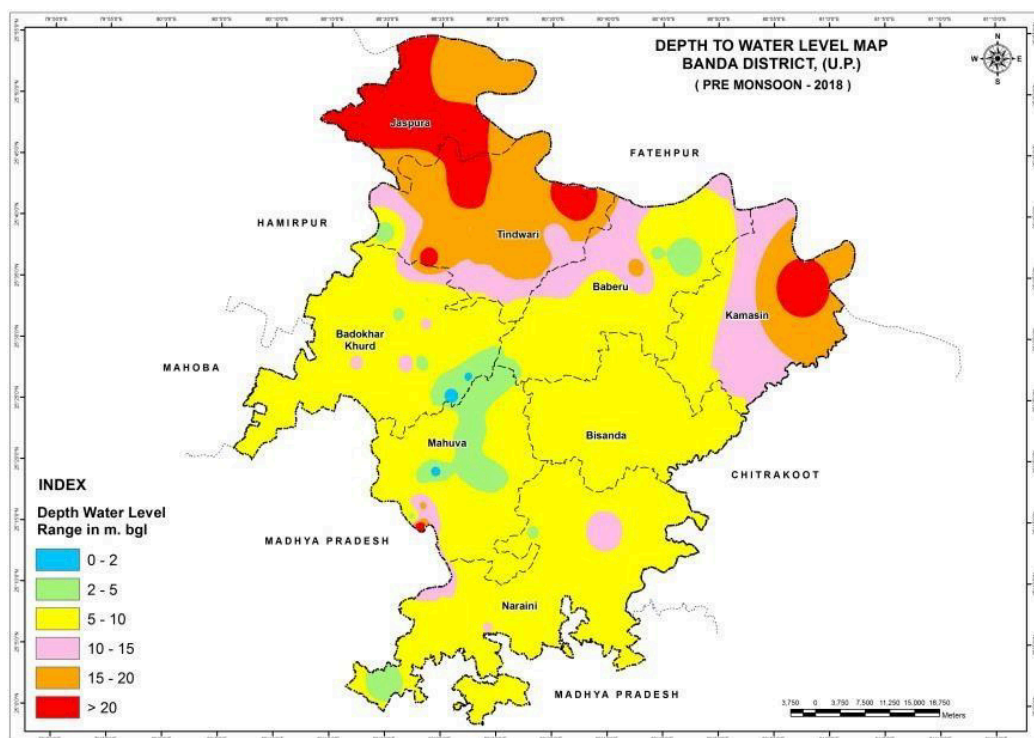 DEPTH TO WATER LEVEL MAP
BANDA DISTRICT, (U.P.)
( PRE MONSOON - 2018 )
N
W
E
S
Jaspura
FATEHPUR
HAMIRPUR
Tindwari
Baberu
Kamasin
Badokhar
Khurd
MAHOBA
Mahuva
Bisanda
CHITRAKOOT
INDEX
Depth Water Level
Range in m. bgl
MADHYA PRADESH
0 - 2
2 - 5
5 - 10
10 - 15
15 - 20
> 20
Naraini
MADHYA PRADESH
3,750 0 3,750 7,500 11,250 15,000 18,750
Meters